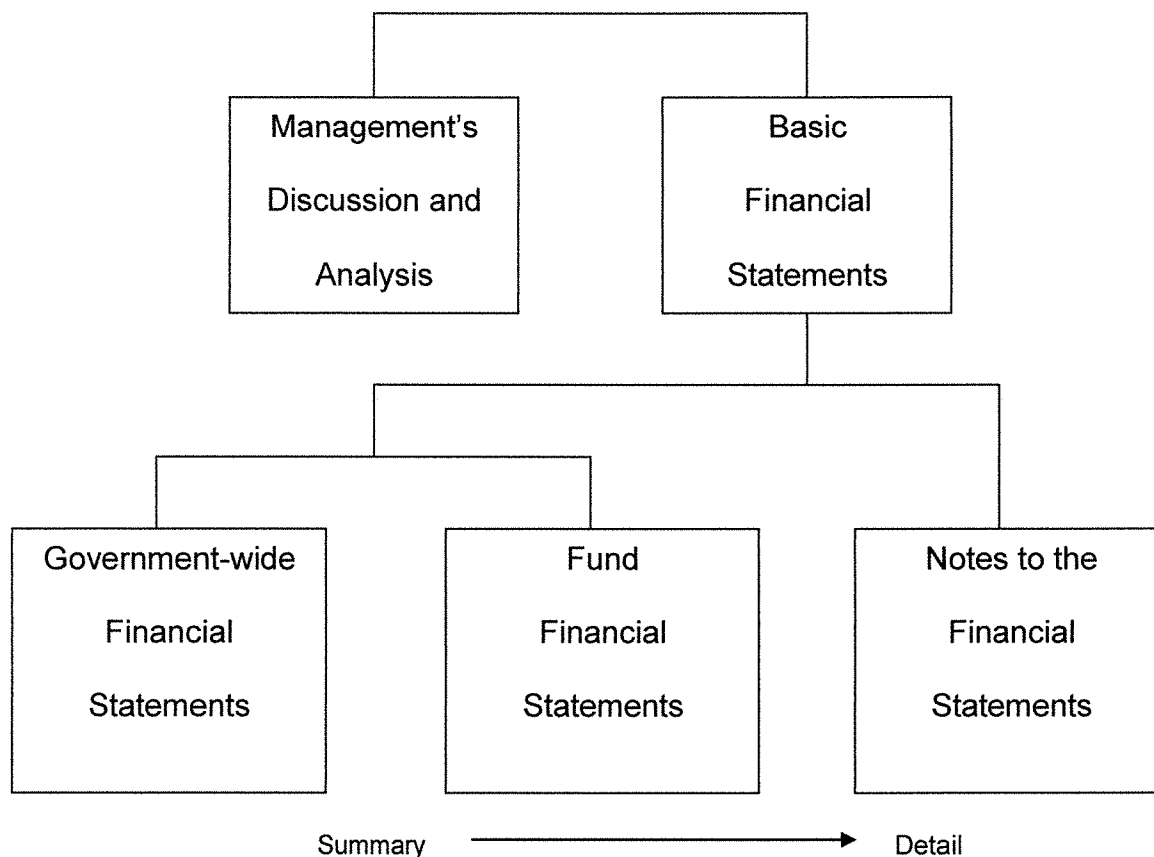 Management's
Discussion and
Analysis
Basic
Financial
Statements
Government-wide
Financial
Statements
Fund
Financial
Statements
Notes to the
Financial
Statements
Summary
Detail